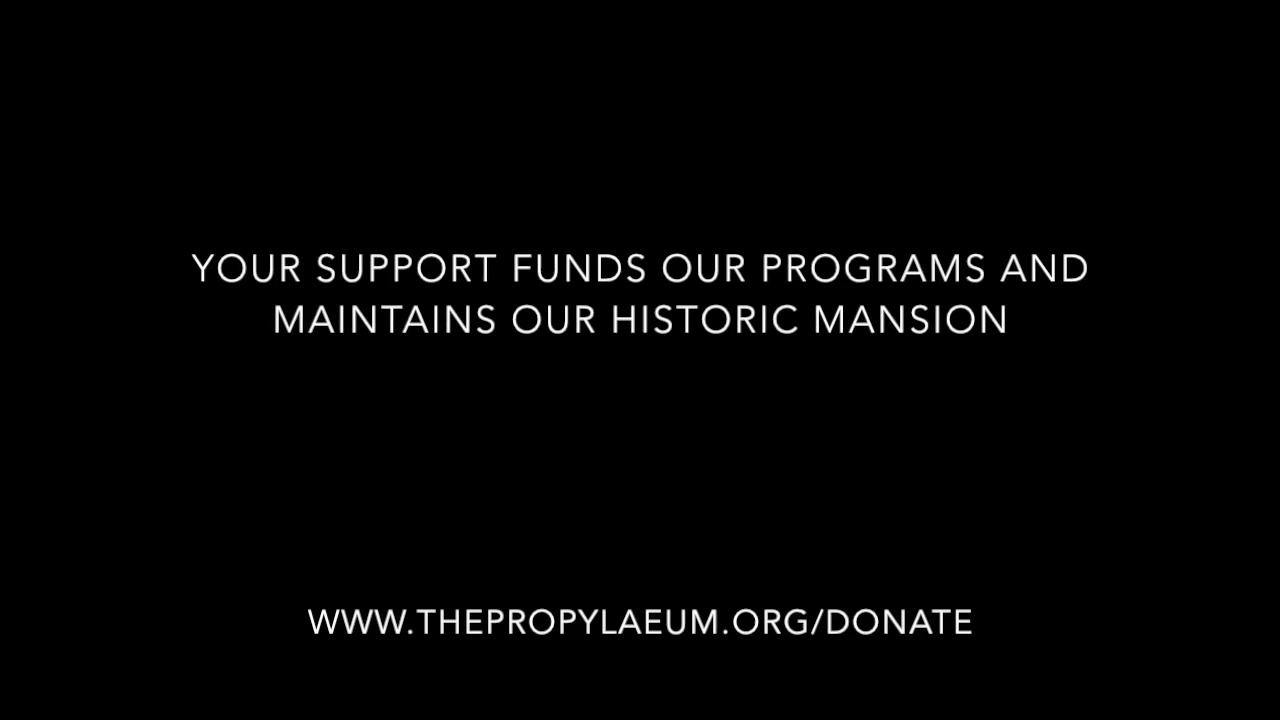 YOUR SUPPORT FUNDS OUR PROGRAMS AND
MAINTAINS OUR HISTORIC MANSION
WWW.THEPROPYLAEUM.ORG/DONATE